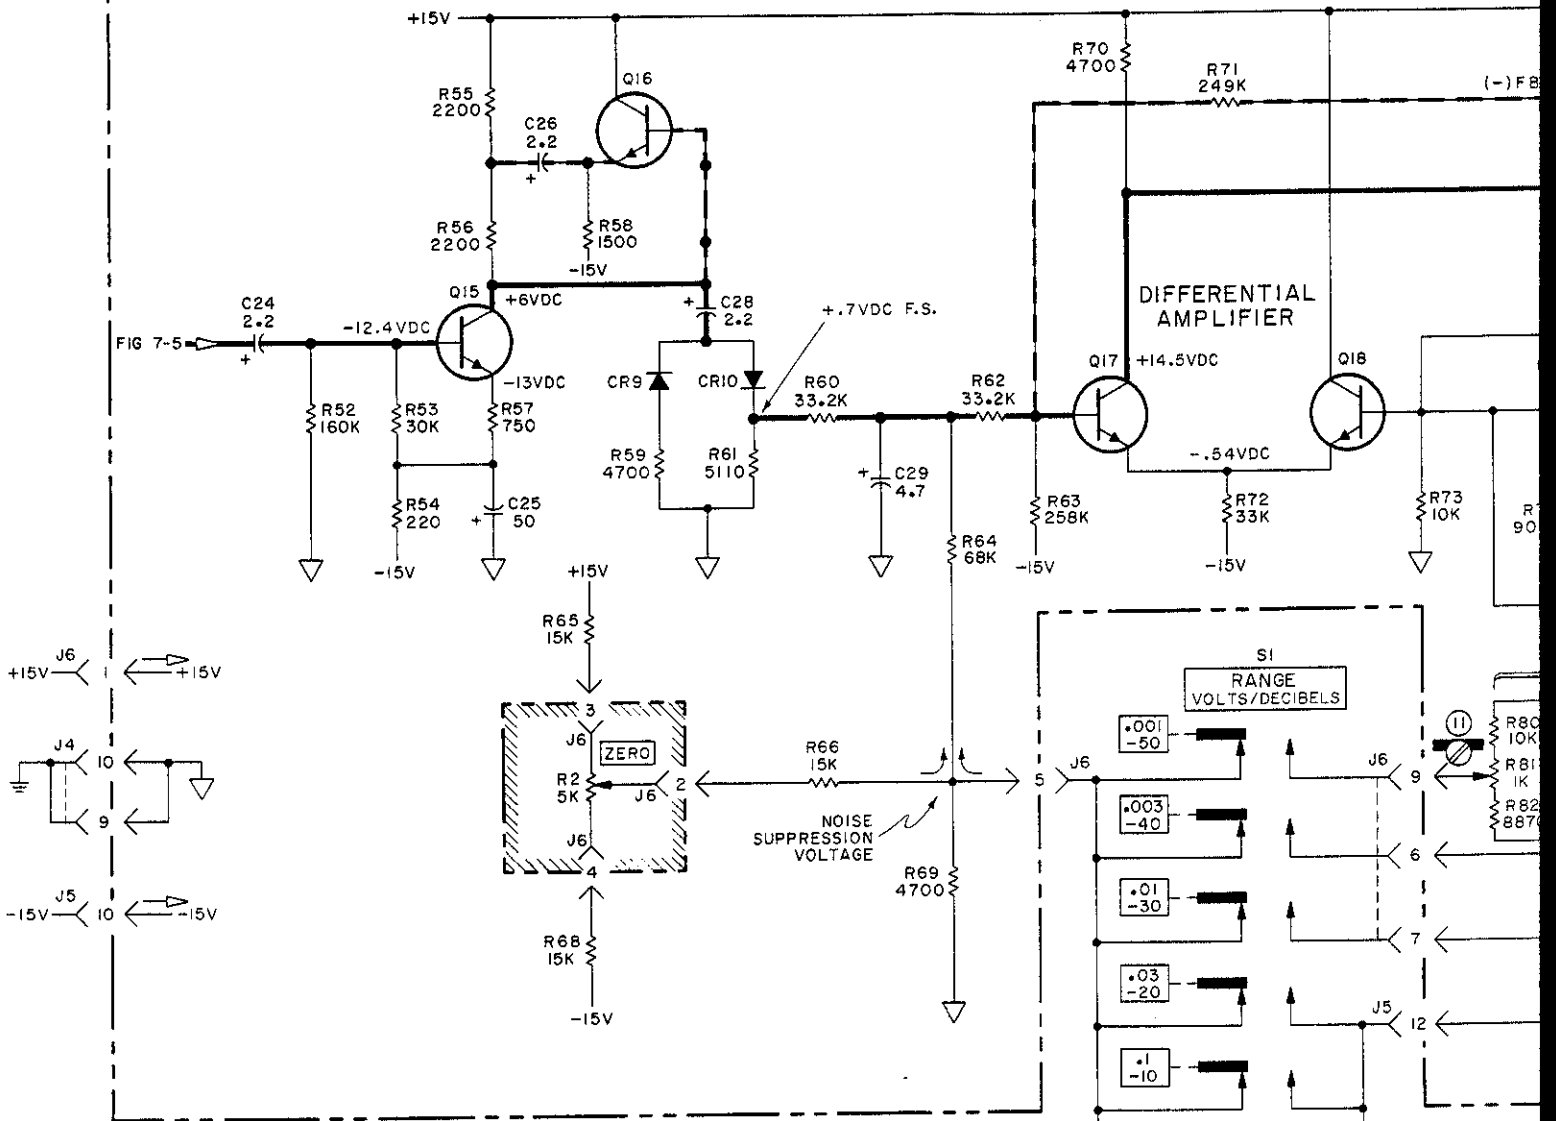 +15V
R55
2200
C26
2.2
+
Q16
R70
4700
R71
249K
(-)FB
R56
2200
R58
1500
-15V
Q15
+6VDC
C24
2.2
+
-12.4VDC
FIG 7-5
-13VDC
+
C28
2.2
+.7VDC F.S.
DIFFERENTIAL
AMPLIFIER
Q17
+14.5VDC
Q18
CR9
CR10
R60
33.2K
R62
33.2K
R52
160K
R53
30K
R57
750
R59
4700
R61
5110
+
C29
4.7
-.54VDC
R54
220
+
C25
50
-15V
R63
258K
-15V
R72
33K
-15V
R73
10K
90
R64
68K
+15V
R65
15K
3
J6
ZERO
R2
5K
J6
2
J6
4
R66
15K
NOISE
SUPPRESSION
VOLTAGE
R69
4700
R68
15K
-15V
+15V
J6
1
+15V
J4
10
9
-15V
J5
10
-15V
5
J6
S1
RANGE
VOLTS/DECIBELS
.001
-50
.003
-40
.01
-30
.03
-20
.1
-10
J6
9
6
7
J5
12
11
R80
10K
R81
1K
R82
887